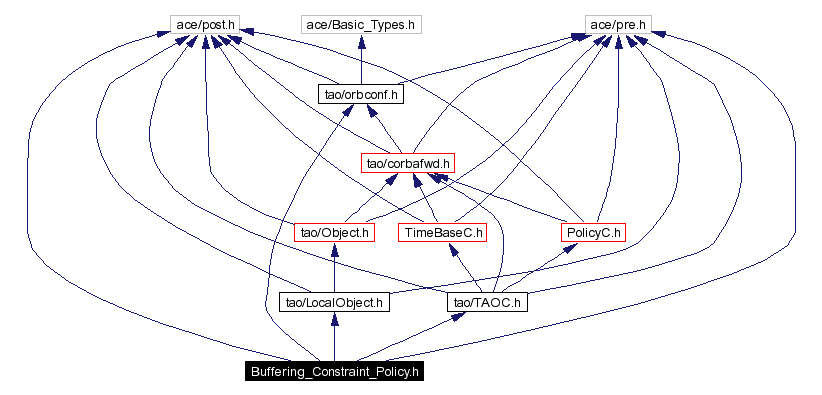 ace/post.h
ace/Basic_Types.h
ace/pre.h
tao/orbconf.h
tao/corbafwd.h
tao/Object.h
TimeBaseC.h
PolicyC.h
tao/LocalObject.h
tao/TAOC.h
Buffering_Constraint_Policy.h